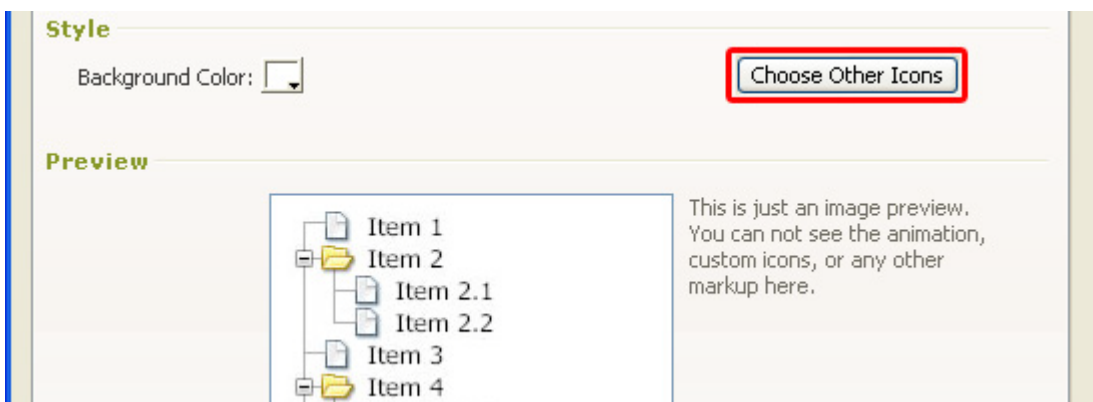 Style
Background Color:
Choose Other Icons
Preview
Item 1
Item 2
Item 2.1
Item 2.2
Item 3
Item 4
This is just an image preview.
You can not see the animation,
custom icons, or any other
markup here.